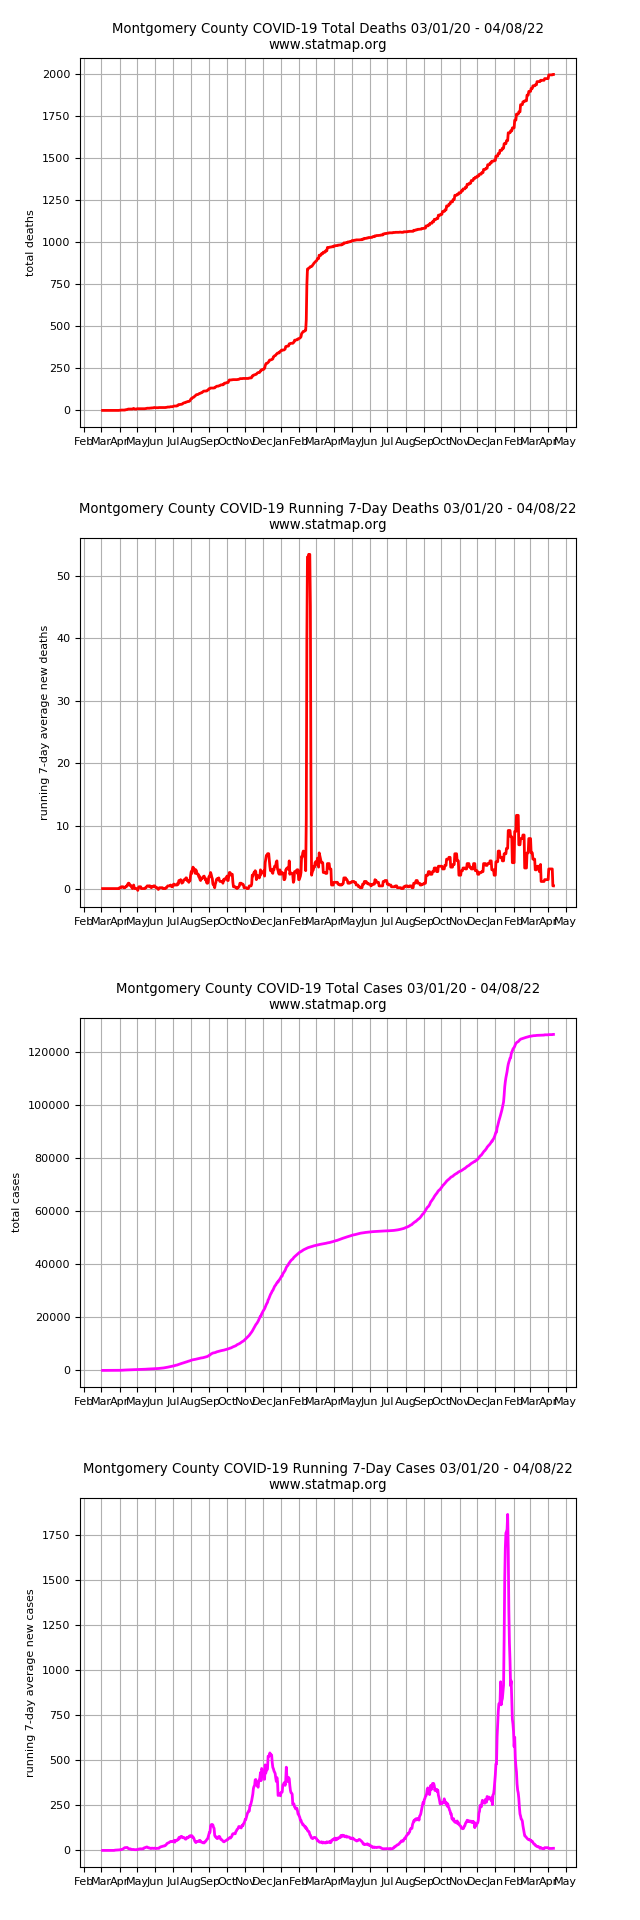 Montgomery County COVID-19 Total Deaths 03/01/20 - 04/08/22
www.statmap.org
total deaths
2000
1750
1500
1250
1000
750
500
250
0
Feb Mar Apr May Jun Jul Aug Sep Oct Nov Dec Jan Feb Mar Apr May Jun Jul Aug Sep Oct Nov Dec Jan Feb Mar Apr May
Montgomery County COVID-19 Running 7-Day Deaths 03/01/20 - 04/08/22
www.statmap.org
running 7-day average new deaths
50
40
30
20
10
0
Feb Mar Apr May Jun Jul Aug Sep Oct Nov Dec Jan Feb Mar Apr May Jun Jul Aug Sep Oct Nov Dec Jan Feb Mar Apr May
Montgomery County COVID-19 Total Cases 03/01/20 - 04/08/22
www.statmap.org
total cases
120000
100000
80000
60000
40000
20000
0
Feb Mar Apr May Jun Jul Aug Sep Oct Nov Dec Jan Feb Mar Apr May Jun Jul Aug Sep Oct Nov Dec Jan Feb Mar Apr May
Montgomery County COVID-19 Running 7-Day Cases 03/01/20 - 04/08/22
www.statmap.org
running 7-day average new cases
1750
1500
1250
1000
750
500
250
0
Feb Mar Apr May Jun Jul Aug Sep Oct Nov Dec Jan Feb Mar Apr May Jun Jul Aug Sep Oct Nov Dec Jan Feb Mar Apr May